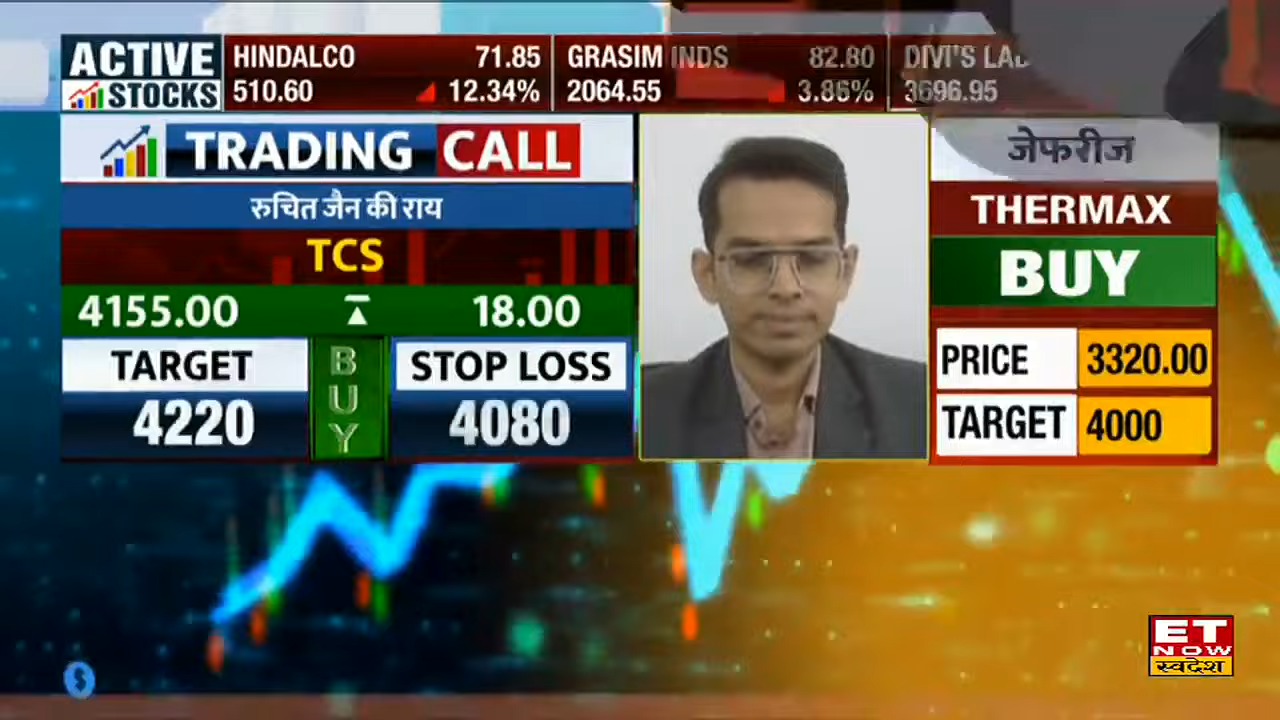 ACTIVE STOCKS
HINDALCO 71.85
510.60 12.34%
GRASIM INDS 82.80
2064.55 3.86%
DIVI'S
3696.95
TRADING CALL
रुचित जैन की राय
TCS
4155.00 18.00
TARGET
4220
BUY
STOP LOSS
4080
जेफरीज
THERMAX
BUY
PRICE 3320.00
TARGET 4000
ET
NOW
स्वदेश